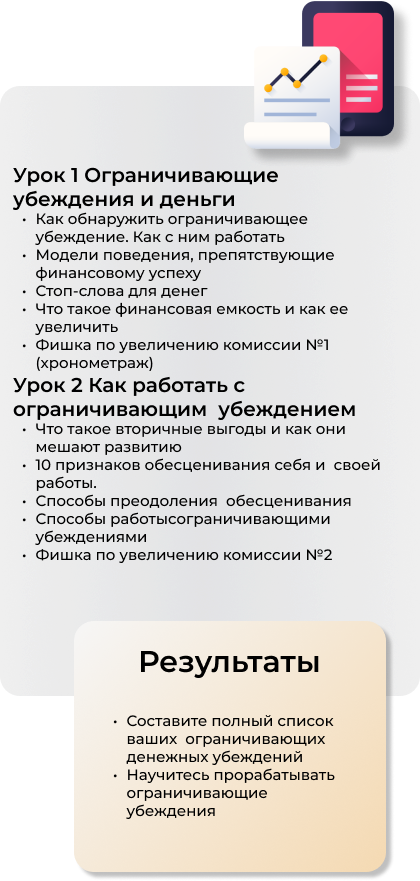 Урок 1 Ограничивающие
убеждения и деньги
• Как обнаружить ограничивающее
убеждение. Как с ним работать
• Модели поведения, препятствующие
финансовому успеху
• Стоп-слова для денег
• Что такое финансовая емкость и как ее
увеличить
• Фишка по увеличению комиссии №1
(хронометраж)
Урок 2 Как работать с
ограничивающим убеждением
• Что такое вторичные выгоды и как они
мешают развитию
• 10 признаков обесценивания себя и своей
работы.
• Способы преодоления обесценивания
• Способы работысограничивающими
убеждениями
• Фишка по увеличению комиссии №2
Результаты
• Составите полный список
ваших ограничивающих
денежных убеждений
• Научитесь прорабатывать
ограничивающие
убеждения